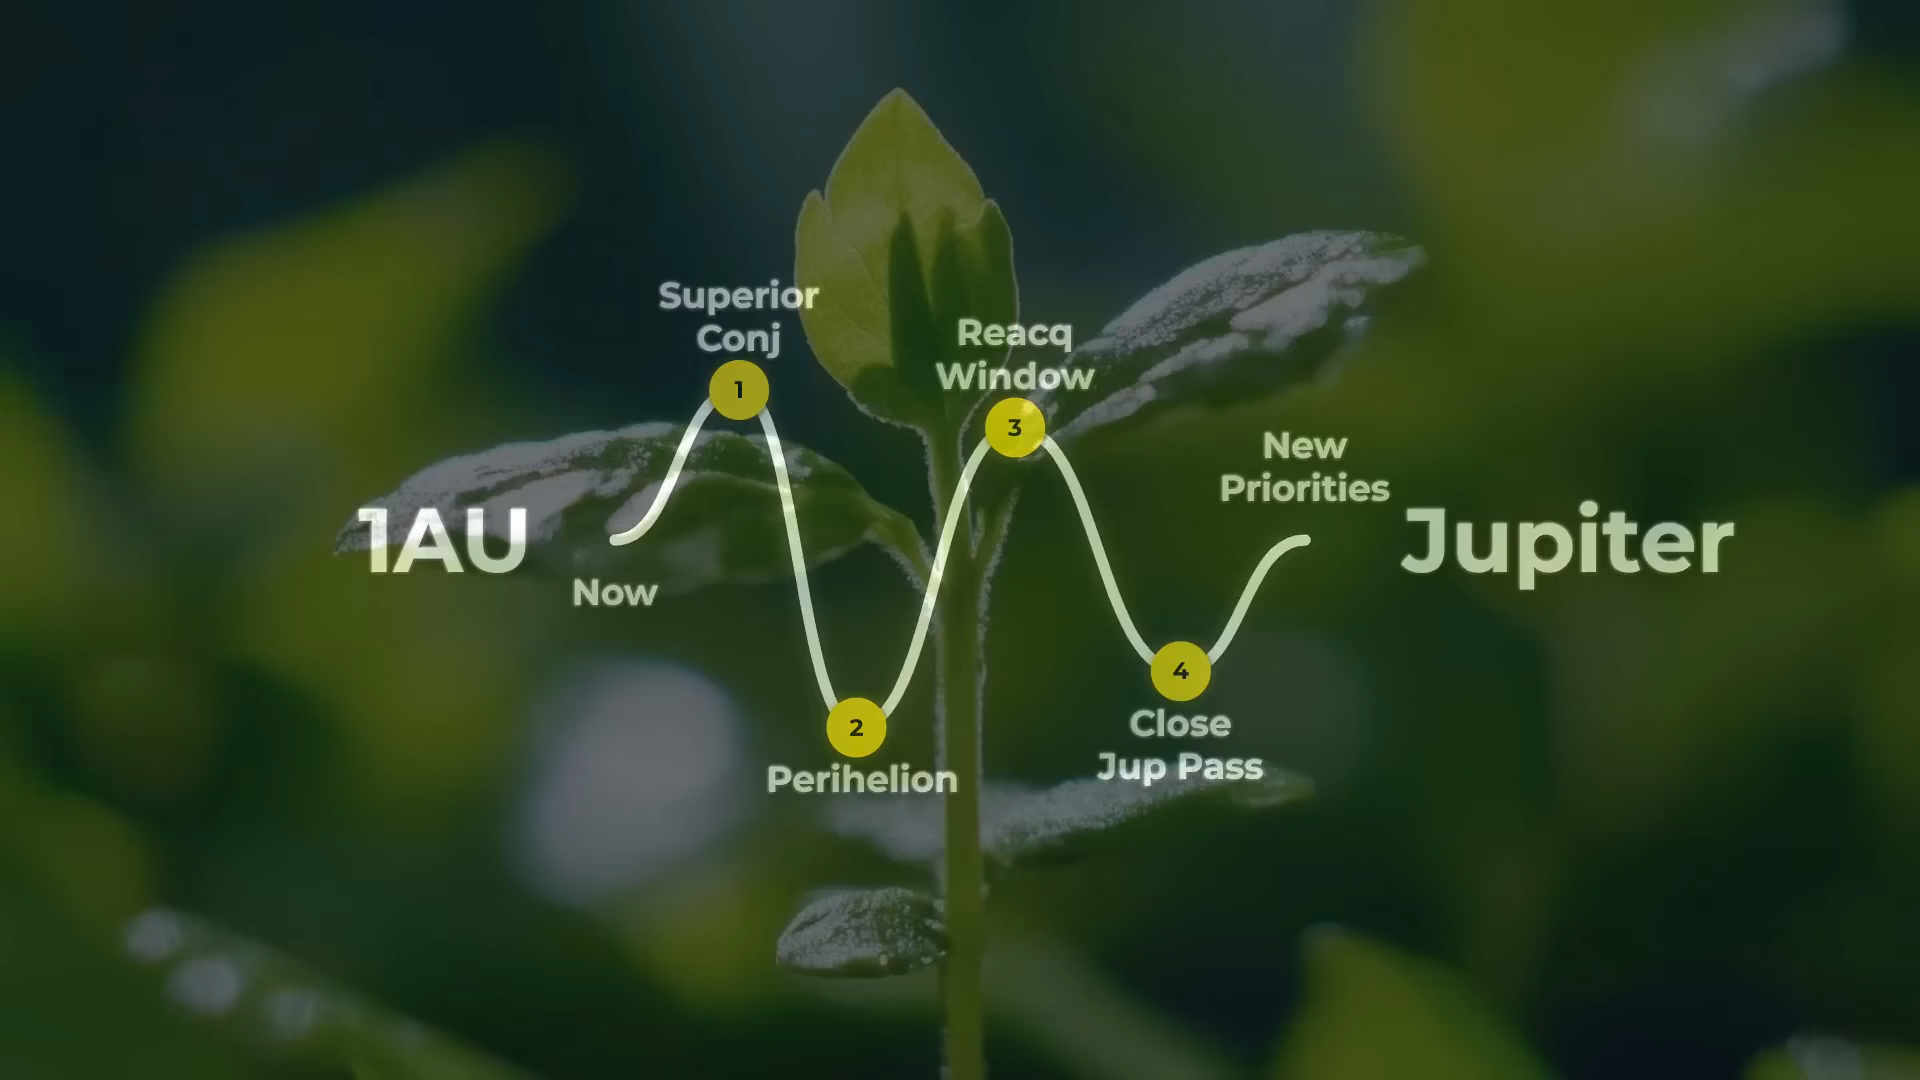 1AU
Now
Superior
Conj
1
2
Perihelion
Reacq
Window
3
4
Close
Jup Pass
New
Priorities
Jupiter